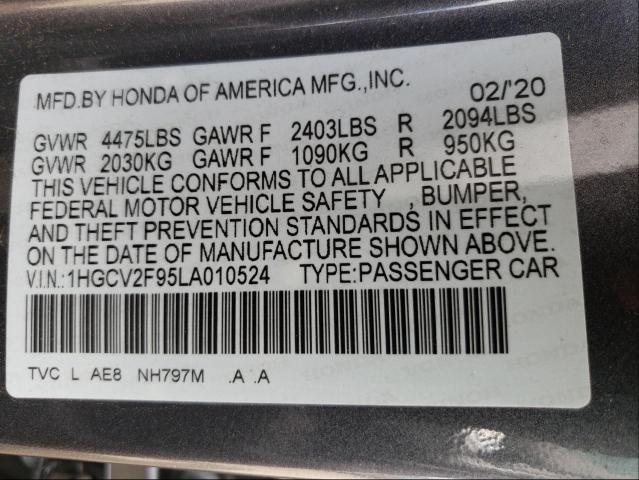 MFD.BY HONDA OF AMERICA MFG.,INC. 02/'20
GVWR 4475LBS GAWR F 2403LBS R 2094LBS
GVWR 2030KG GAWR F 1090KG R 950KG
THIS VEHICLE CONFORMS TO ALL APPLICABLE
FEDERAL MOTOR VEHICLE SAFETY , BUMPER,
AND THEFT PREVENTION STANDARDS IN EFFECT
ON THE DATE OF MANUFACTURE SHOWN ABOVE.
V.I.N.:1HGCV2F95LA010524 TYPE:PASSENGER CAR
TVC L AE8 NH797M .A .A